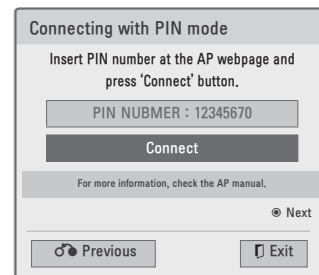 Connecting with PIN mode
Insert PIN number at the AP webpage and
press ‘Connect’ button.
PIN NUBMER : 12345670
Connect
For more information, check the AP manual.
Next
Previous
Exit